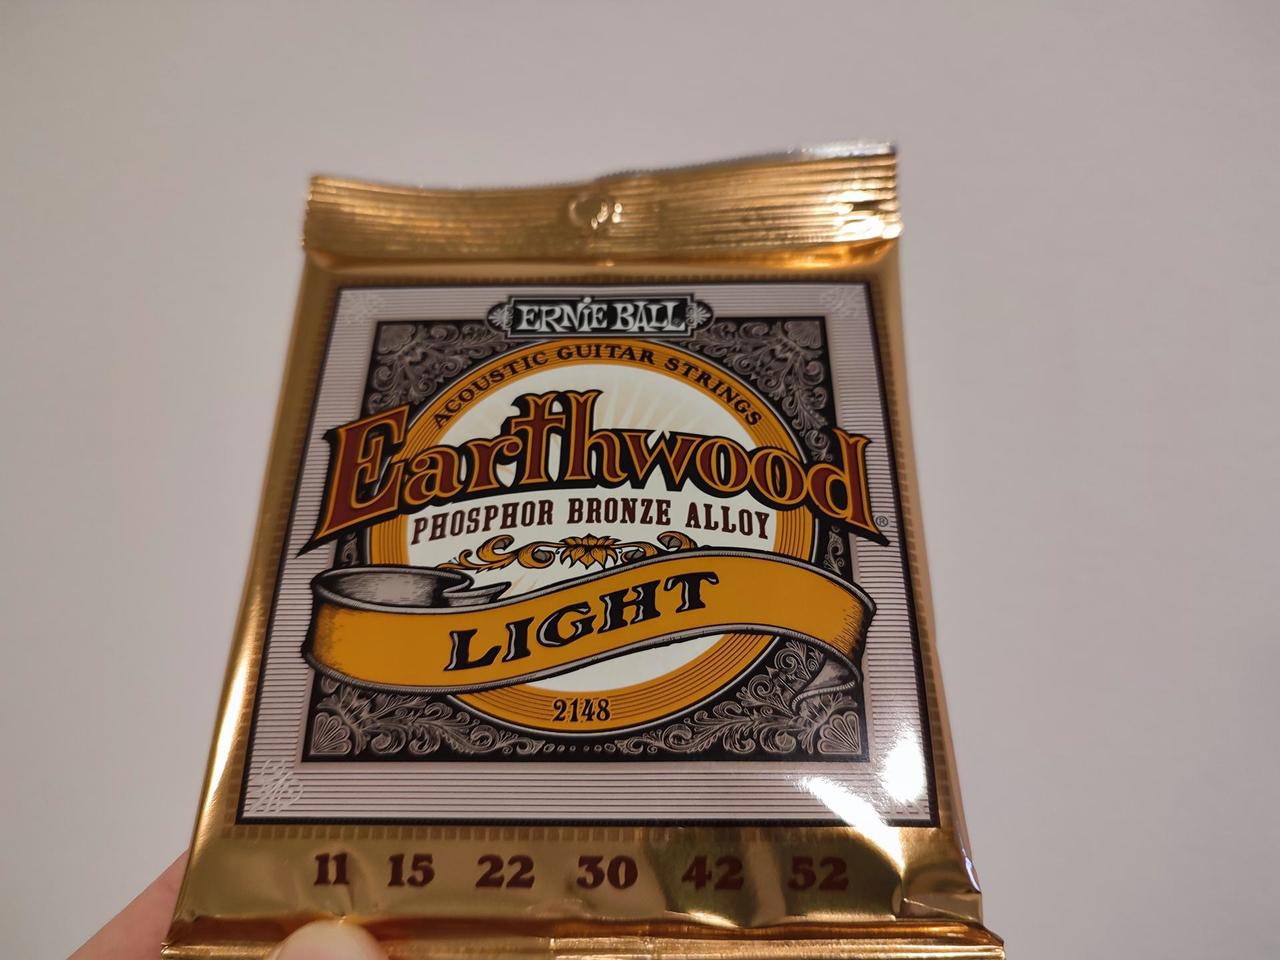 ERNIE BALL
ACOUSTIC GUITAR STRINGS
Earthwood®
PHOSPHOR BRONZE ALLOY
LIGHT
2148
11 15 22 30 42 52